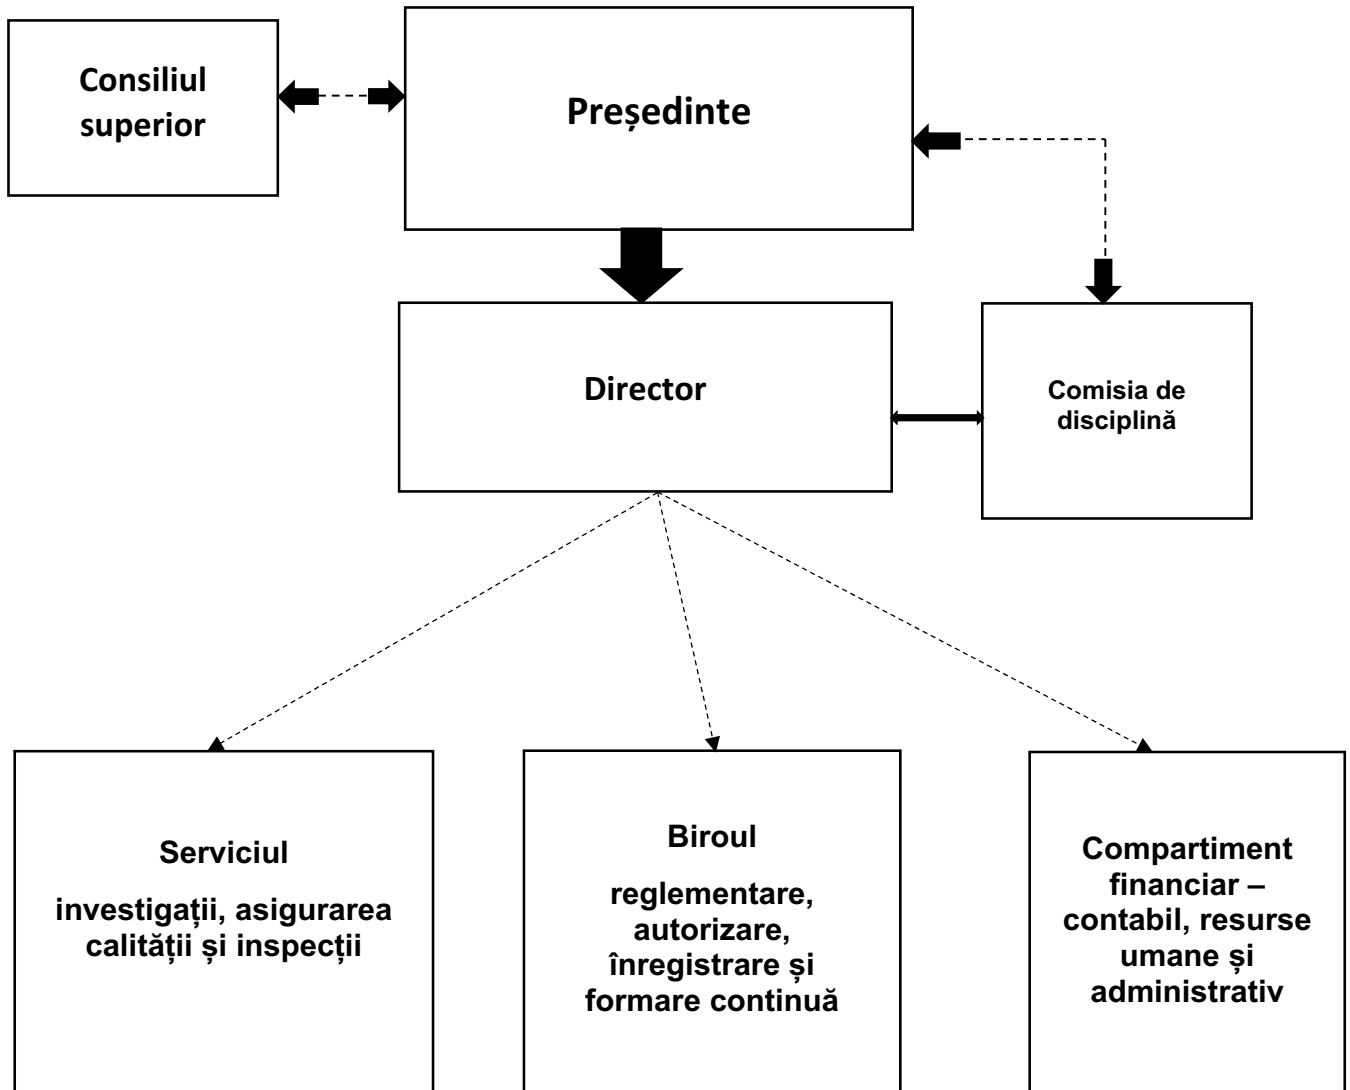 Consiliul
superior
Președinte
Director
Comisia de
disciplină
Serviciul
investigații, asigurarea
calității și inspecții
Biroul
reglementare,
autorizare,
înregistrare și
formare continuă
Compartiment
financiar –
contabil, resurse
umane și
administrativ